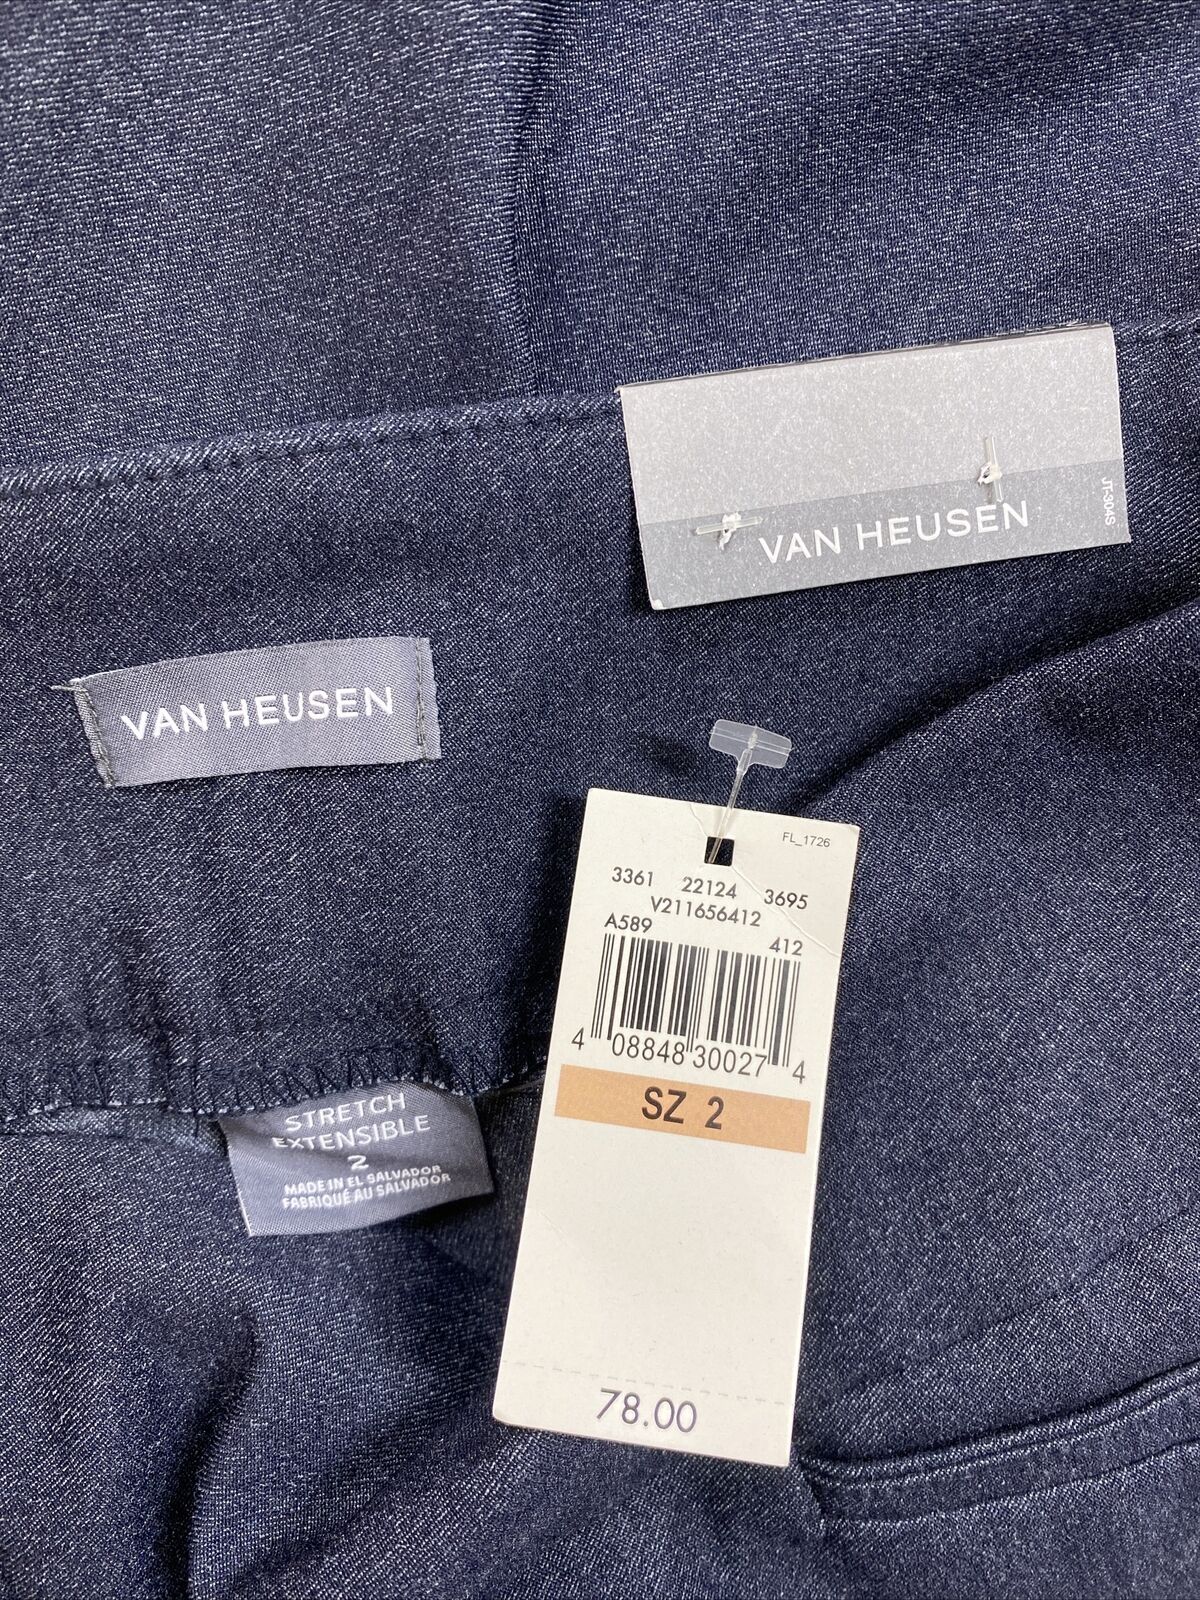 JT-304S
VAN HEUSEN
VAN HEUSEN
FL_1726
3361 22124 3695
V211656412
A589 412
4 08848 30027 4
SZ 2
78.00
STRETCH
EXTENSIBLE
2
MADE IN EL SALVADOR
FABRIQUÉ AU SALVADOR